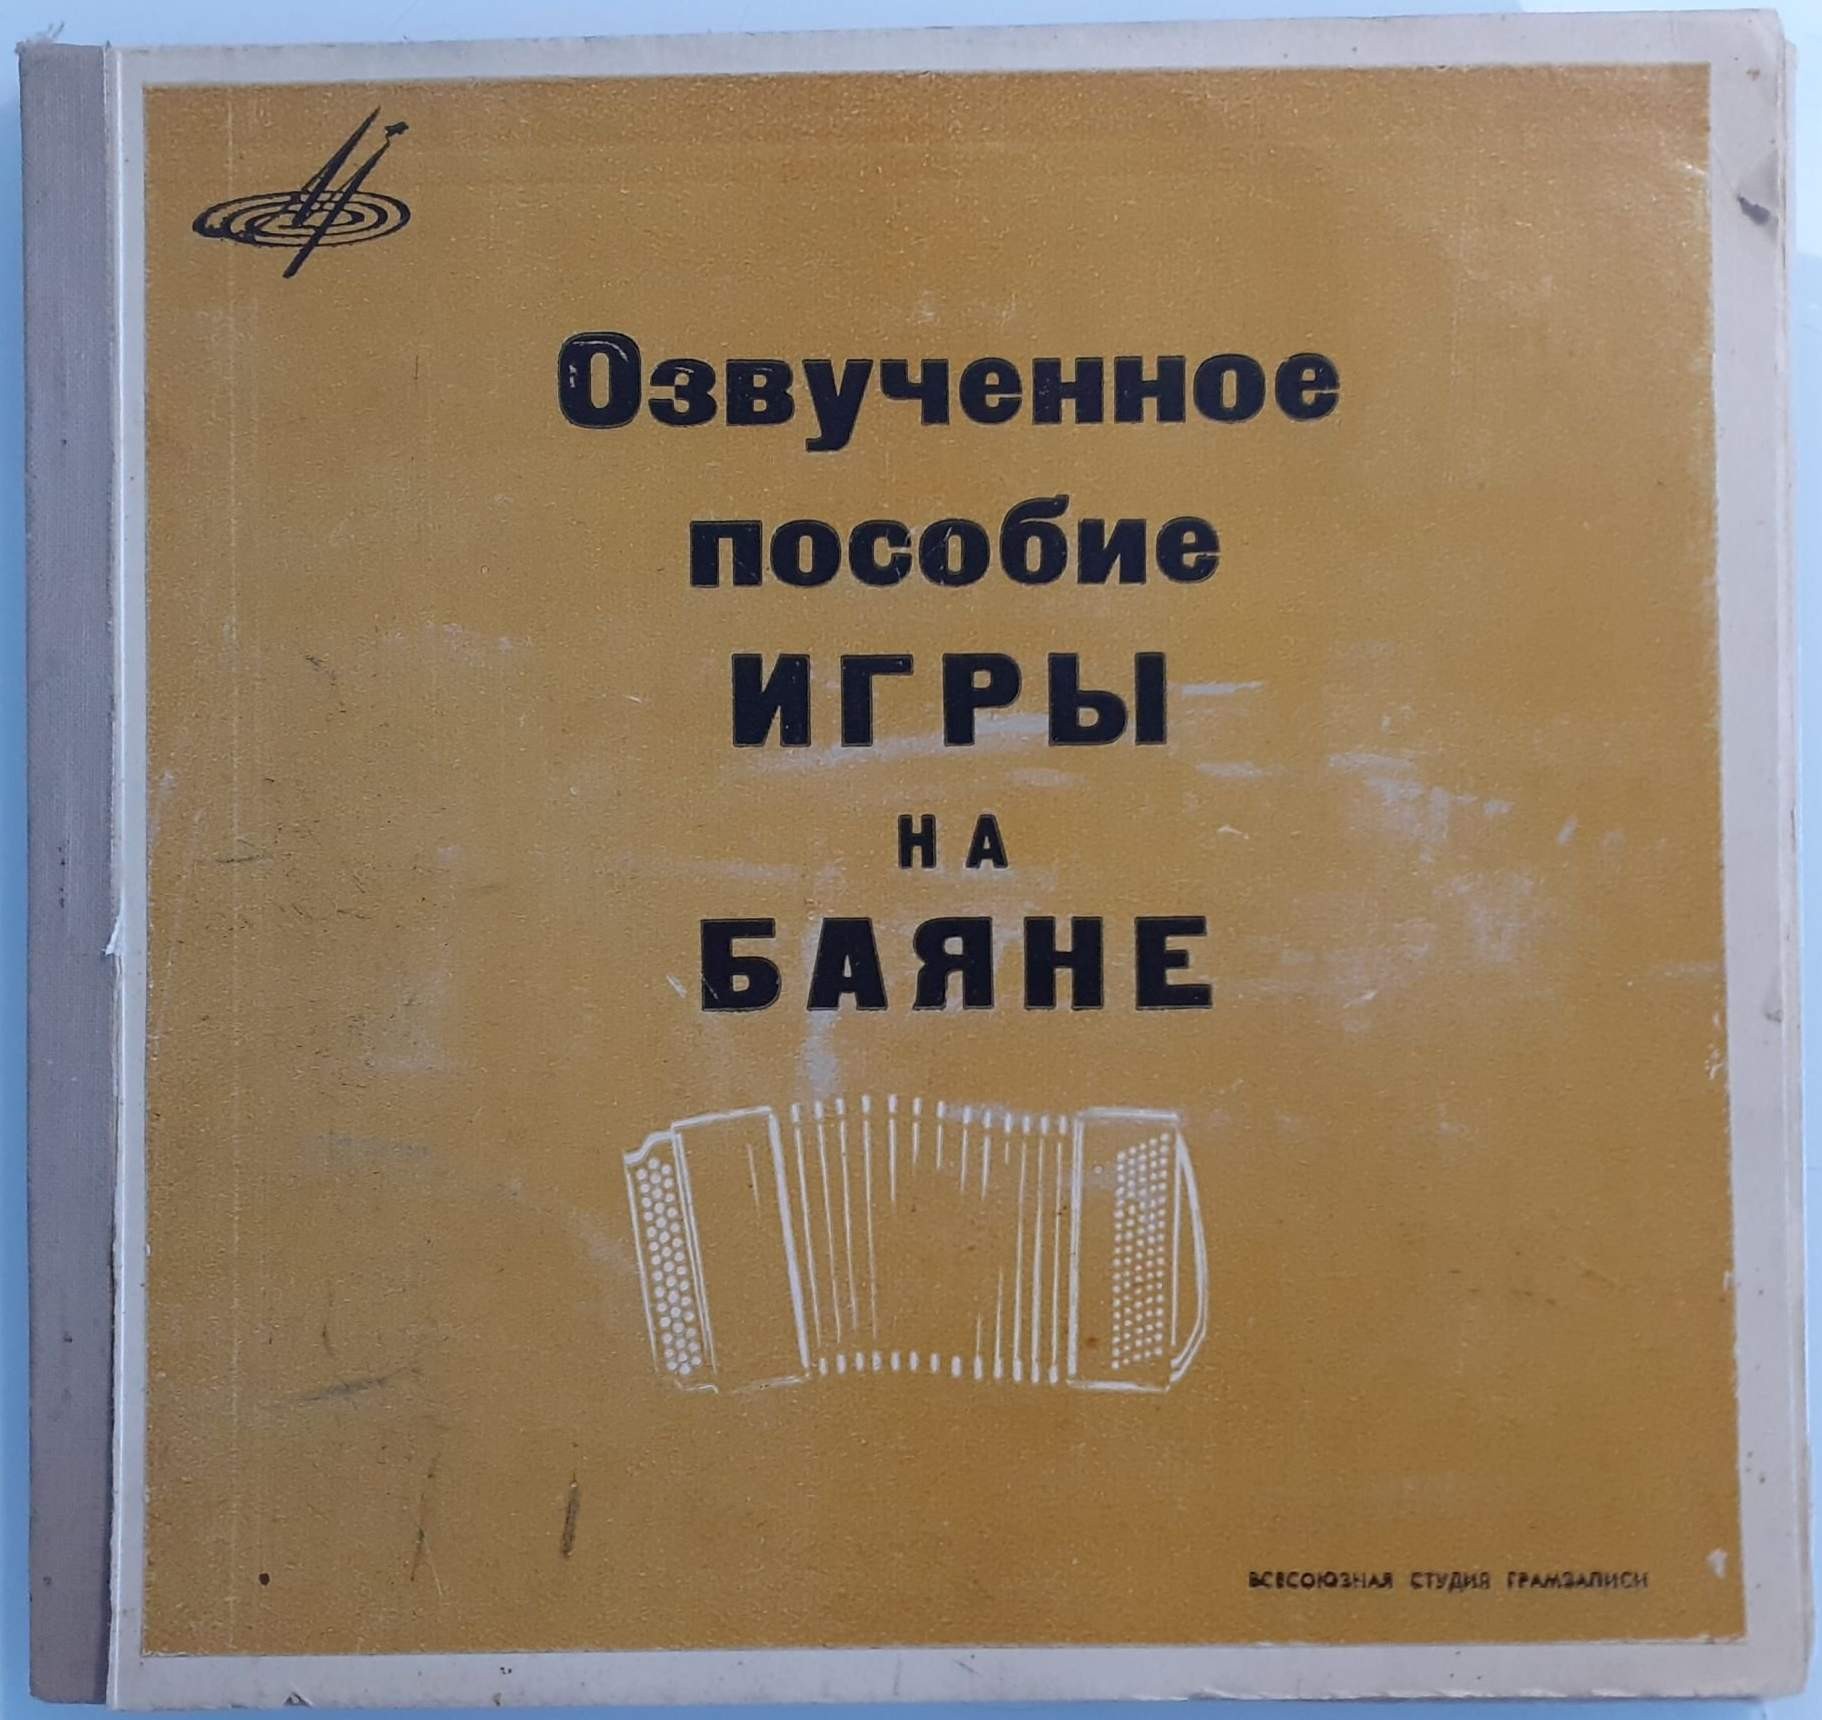 Озвученное
пособие
ИГРЫ
НА
БАЯНЕ
ВСЕСОЮЗНАЯ СТУДИЯ ГРАМЗАПИСИ